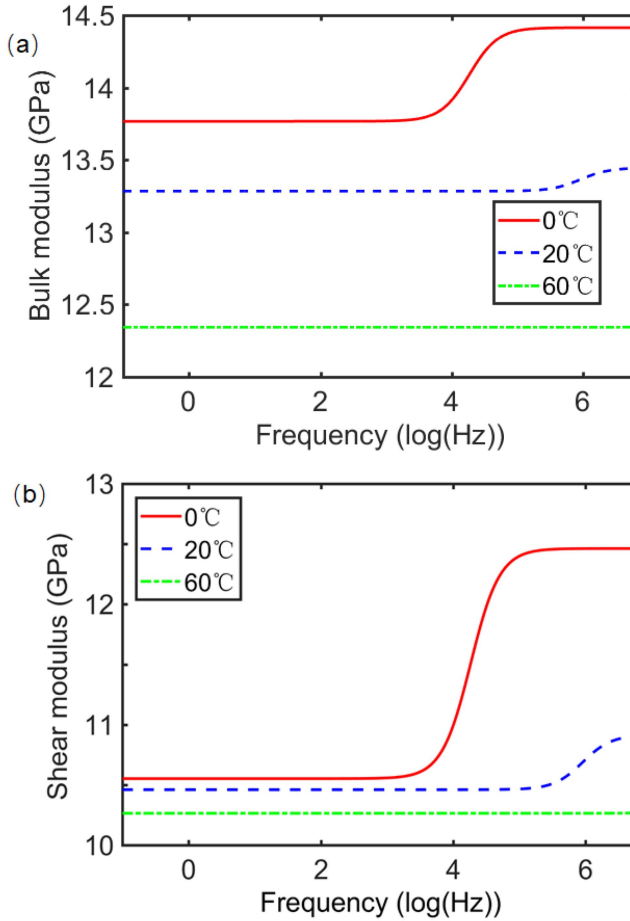 (a)
Bulk modulus (GPa)
14.5
14
13.5
13
12.5
12
0℃
20℃
60℃
0 2 4 6
Frequency (log(Hz))
(b)
Shear modulus (GPa)
13
12
11
10
0℃
20℃
60℃
0 2 4 6
Frequency (log(Hz))